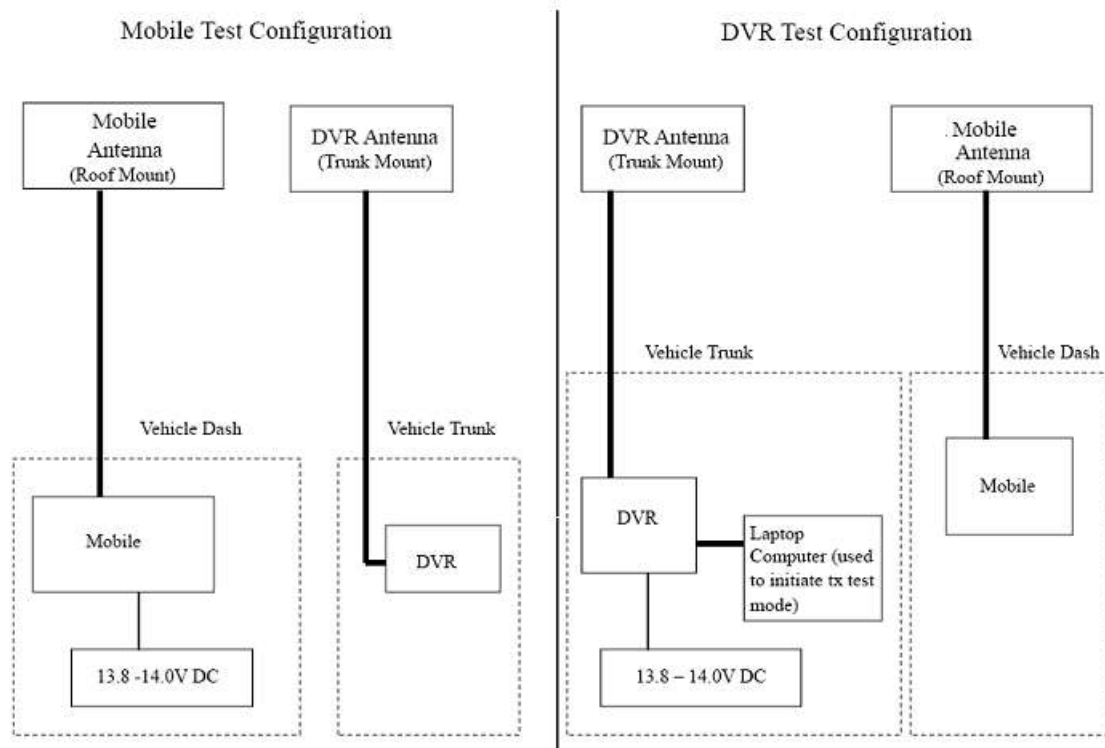 Mobile Test Configuration
Mobile
Antenna
(Roof Mount)
DVR Antenna
(Trunk Mount)
Vehicle Dash
Vehicle Trunk
Mobile
DVR
13.8 -14.0V DC
DVR Test Configuration
DVR Antenna
(Trunk Mount)
. Mobile
Antenna
(Roof Mount)
Vehicle Trunk
Vehicle Dash
DVR
Laptop
Computer (used
to initiate tx test
mode)
Mobile
13.8 – 14.0V DC